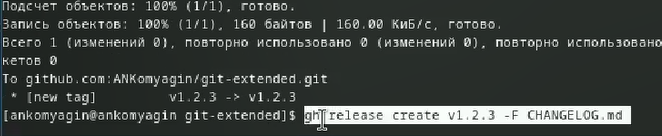 Подсчет объектов: 100% (1/1), готово.
Запись объектов: 100% (1/1), 160 байтов | 160.00 КиБ/с, готово.
Всего 1 (изменений 0), повторно использовано 0 (изменений 0), повторно использовано
кетов 0
To github.com:ANKomyagin/git-extended.git
* [new tag] v1.2.3 -> v1.2.3
[ankomyagin@ankomyagin git-extended]$ gh release create v1.2.3 -F CHANGELOG.md